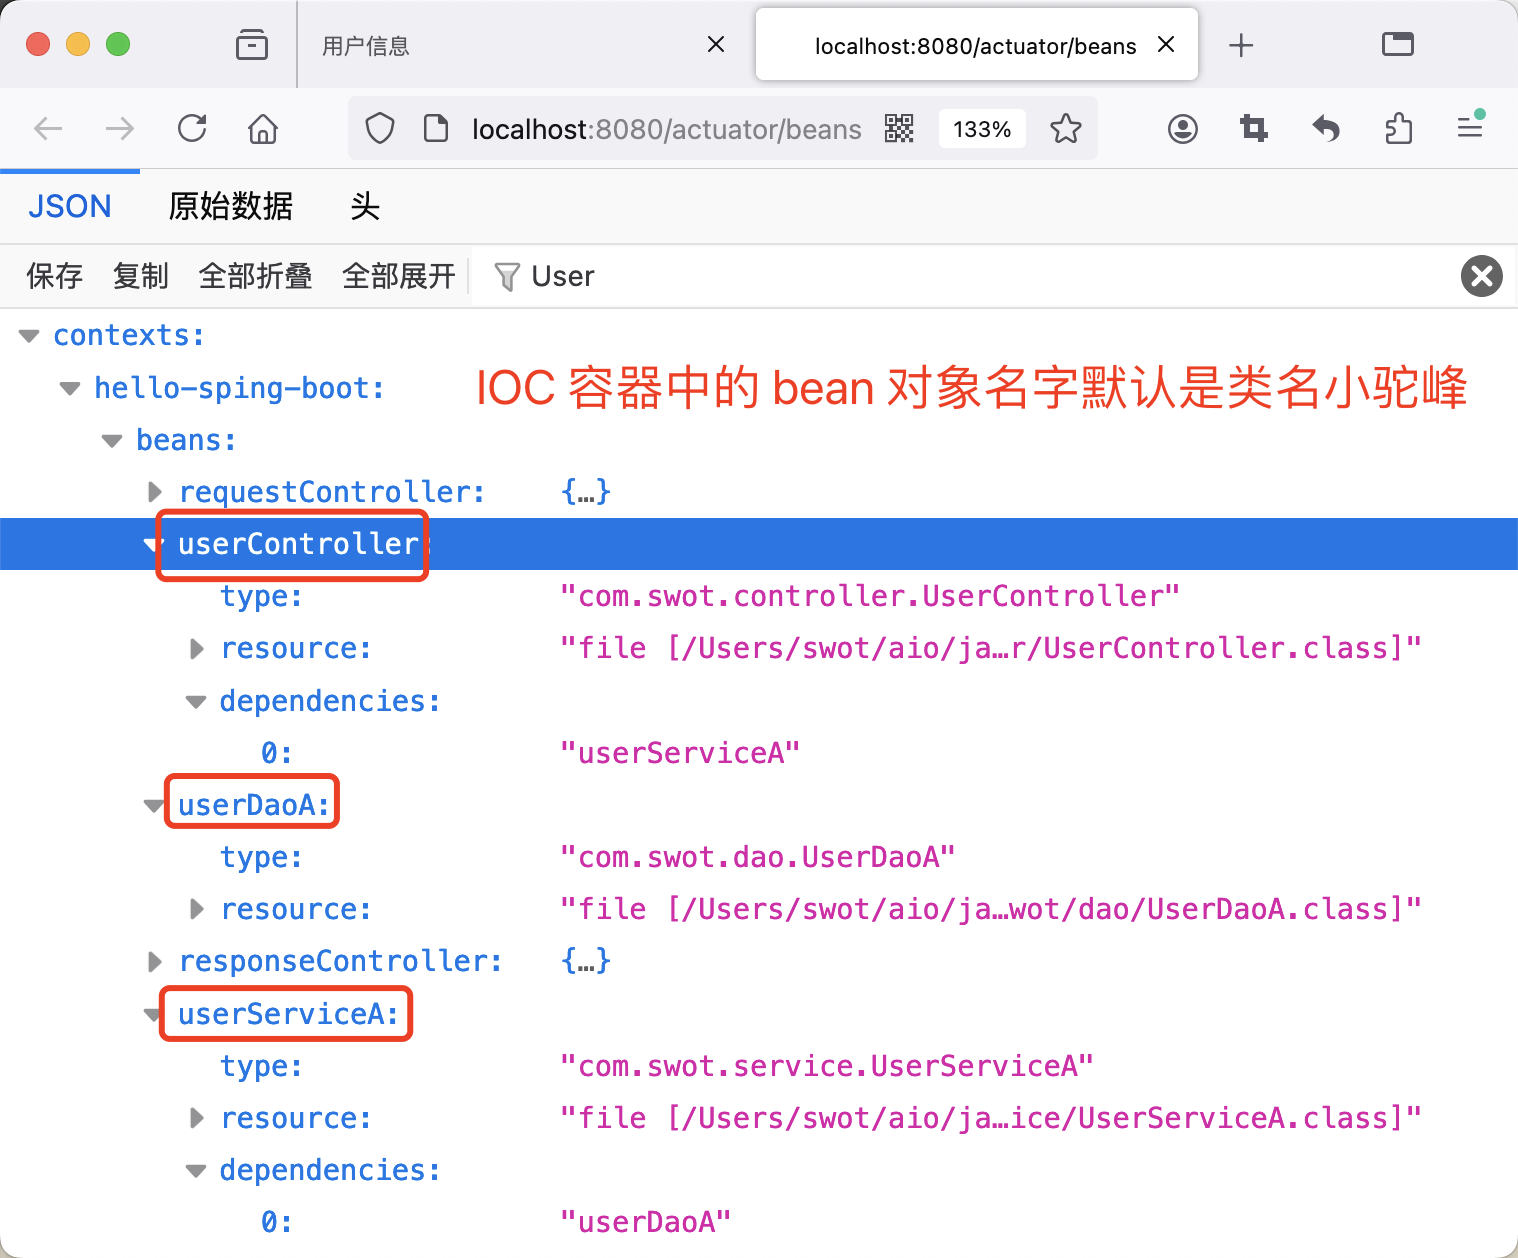 用户信息
localhost:8080/actuator/beans
localhost:8080/actuator/beans 133%
JSON 原始数据 头
保存 复制 全部折叠 全部展开 User
contexts:
hello-sping-boot:
IOC 容器中的 bean 对象名字默认是类名小驼峰
beans:
requestController: {…}
userController:
type: "com.swot.controller.UserController"
resource: "file [/Users/swot/aio/ja…r/UserController.class]"
dependencies:
0: "userServiceA"
userDaoA:
type: "com.swot.dao.UserDaoA"
resource: "file [/Users/swot/aio/ja…wot/dao/UserDaoA.class]"
responseController: {…}
userServiceA:
type: "com.swot.service.UserServiceA"
resource: "file [/Users/swot/aio/ja…ice/UserServiceA.class]"
dependencies:
0: "userDaoA"